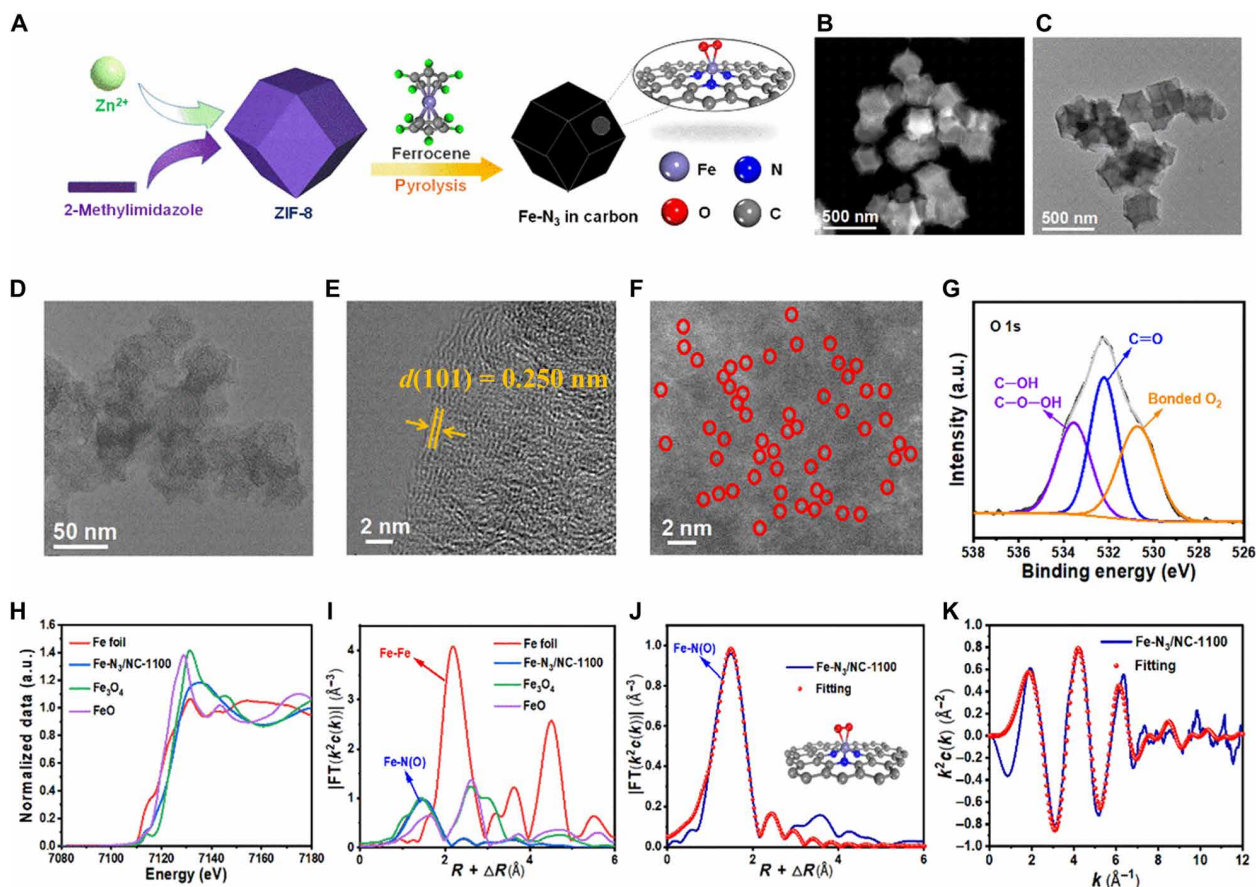 A
Zn²⁺
2-Methylimidazole
ZIF-8
Ferrocene
Pyrolysis
Fe-N₃ in carbon
Fe
N
O
C
B
500 nm
C
500 nm
D
50 nm
E
d(101) = 0.250 nm
2 nm
F
2 nm
G
O 1s
C=O
C—OH
C—O—OH
Bonded O₂
Intensity (a.u.)
538 536 534 532 530 528 526
Binding energy (eV)
H
Fe foil
Fe-N₃/NC-1100
Fe₃O₄
FeO
Normalized data (a.u.)
1.6
1.4
1.2
1.0
0.8
0.6
0.4
0.2
0.0
7080 7100 7120 7140 7160 7180
Energy (eV)
I
Fe-Fe
Fe-N(O)
Fe foil
Fe-N₃/NC-1100
Fe₃O₄
FeO
|FT(k²c(k))| (Å⁻³)
4
3
2
1
0
0 2 4 6
R + ΔR(Å)
J
Fe-N(O)
Fe-N₃/NC-1100
Fitting
|FT(k²c(k))| (Å⁻³)
1.0
0.8
0.6
0.4
0.2
0.0
0 2 4 6
R + ΔR(Å)
K
Fe-N₃/NC-1100
Fitting
k²c(k) (Å⁻²)
1.0
0.8
0.6
0.4
0.2
0.0
−0.2
−0.4
−0.6
−0.8
−1.0
0 2 4 6 8 10 12
k (Å⁻¹)